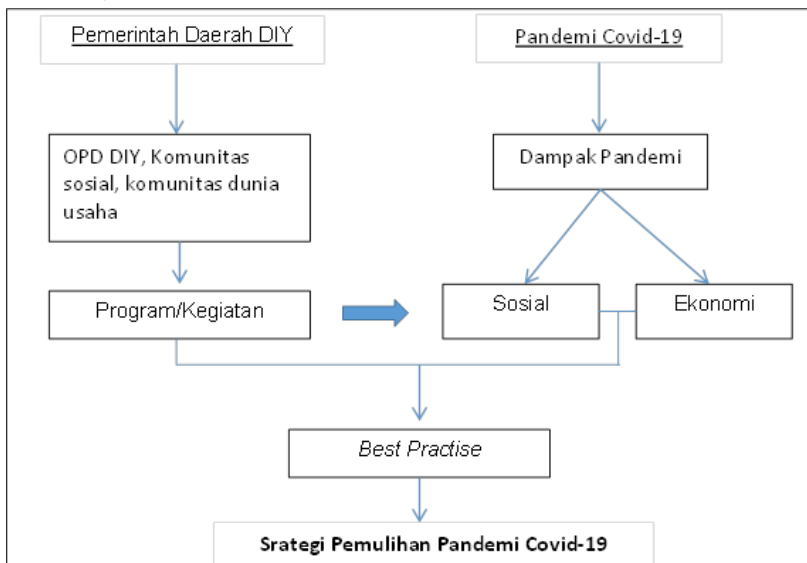 Pemerintah Daerah DIY
Pandemi Covid-19
OPD DIY, Komunitas
sosial, komunitas dunia
usaha
Dampak Pandemi
Program/Kegiatan
Sosial
Ekonomi
Best Practise
Srategi Pemulihan Pandemi Covid-19